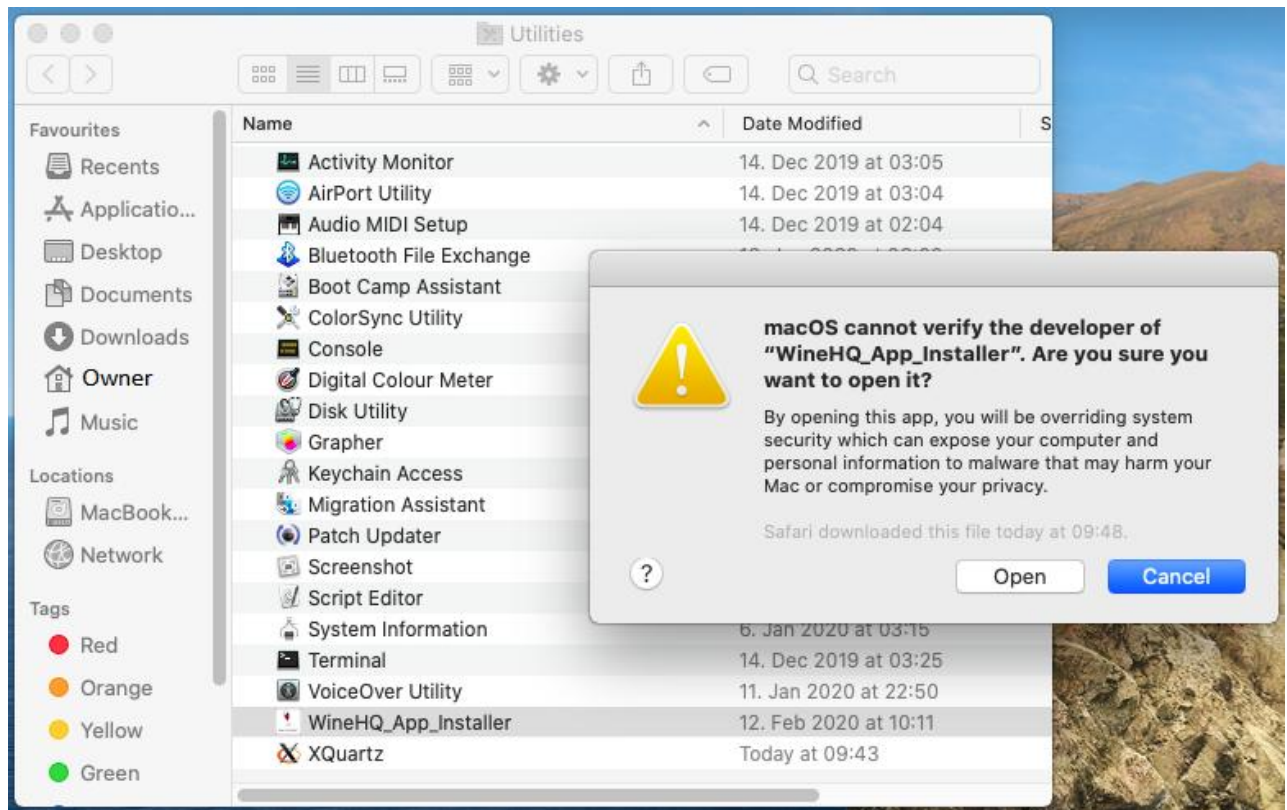 Utilities
Search
Favourites
Recents
Applicatio...
Desktop
Documents
Downloads
Owner
Music
Locations
MacBook...
Network
Tags
Red
Orange
Yellow
Green
Name Date Modified S
Activity Monitor 14. Dec 2019 at 03:05
AirPort Utility 14. Dec 2019 at 03:04
Audio MIDI Setup 14. Dec 2019 at 02:04
Bluetooth File Exchange
Boot Camp Assistant
ColorSync Utility
Console
Digital Colour Meter
Disk Utility
Grapher
Keychain Access
Migration Assistant
Patch Updater
Screenshot
Script Editor
System Information 6. Jan 2020 at 03:15
Terminal 14. Dec 2019 at 03:25
VoiceOver Utility 11. Jan 2020 at 22:50
WineHQ_App_Installer 12. Feb 2020 at 10:11
XQuartz Today at 09:43
macOS cannot verify the developer of
“WineHQ_App_Installer”. Are you sure you
want to open it?
By opening this app, you will be overriding system
security which can expose your computer and
personal information to malware that may harm your
Mac or compromise your privacy.
Safari downloaded this file today at 09:48.
?
Open
Cancel